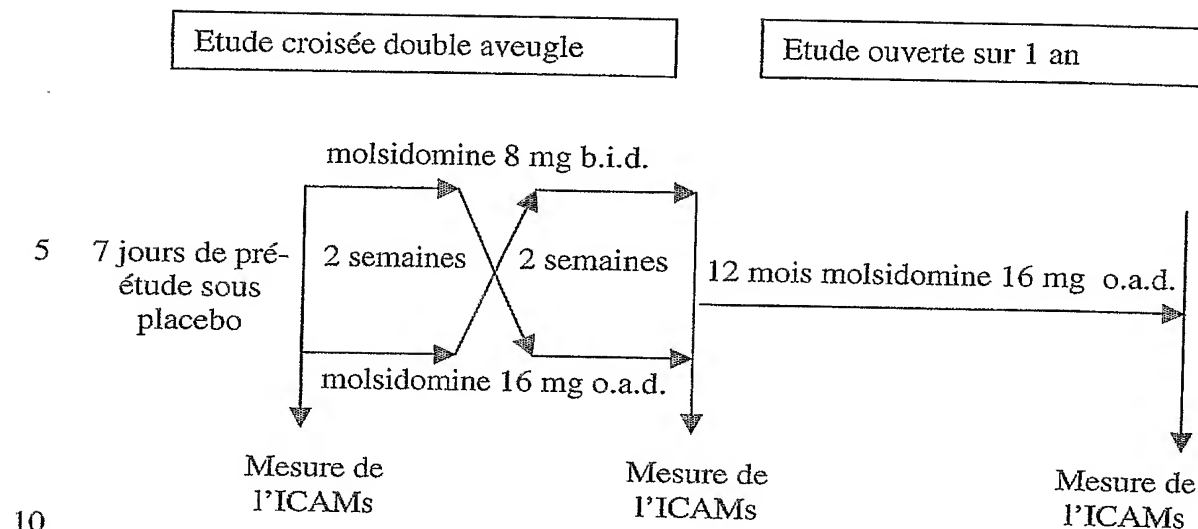 Etude croisée double aveugle
Etude ouverte sur 1 an
molsidomine 8 mg b.i.d.
5
7 jours de pré-
étude sous
placebo
2 semaines
2 semaines
12 mois molsidomine 16 mg o.a.d.
molsidomine 16 mg o.a.d.
Mesure de
l'ICAMs
Mesure de
l'ICAMs
Mesure de
l'ICAMs
10